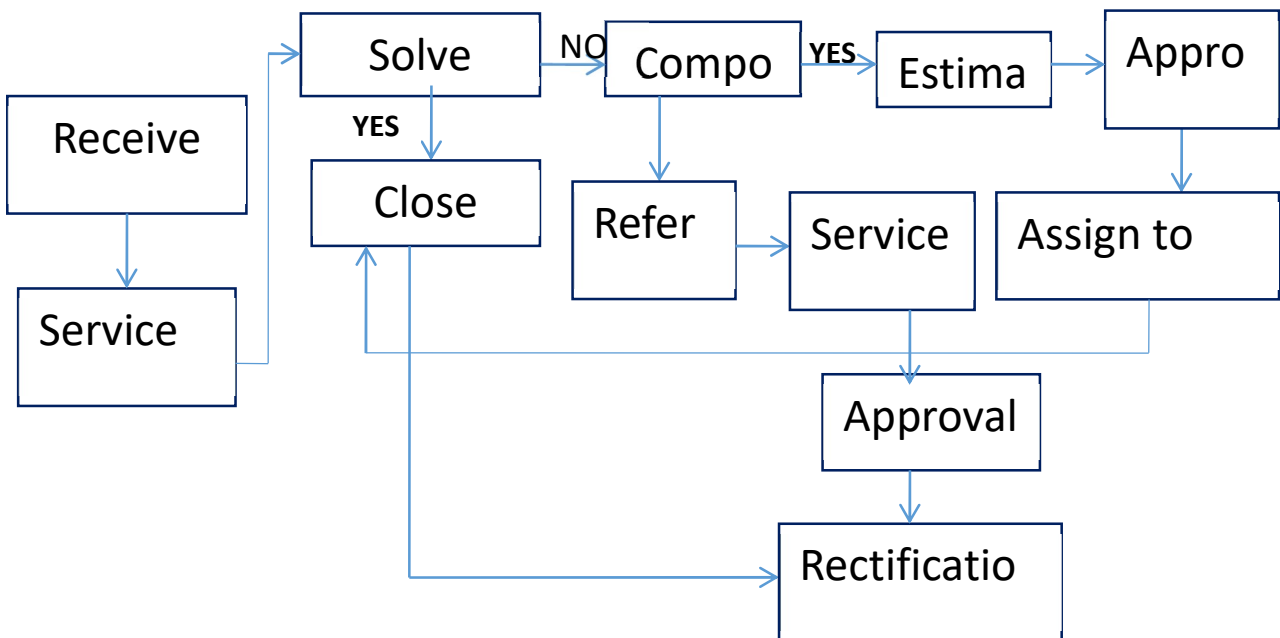 Solve
NO
Compo
YES
Estima
Appro
Receive
YES
Close
Refer
Service
Assign to
Service
Approval
Rectificatio